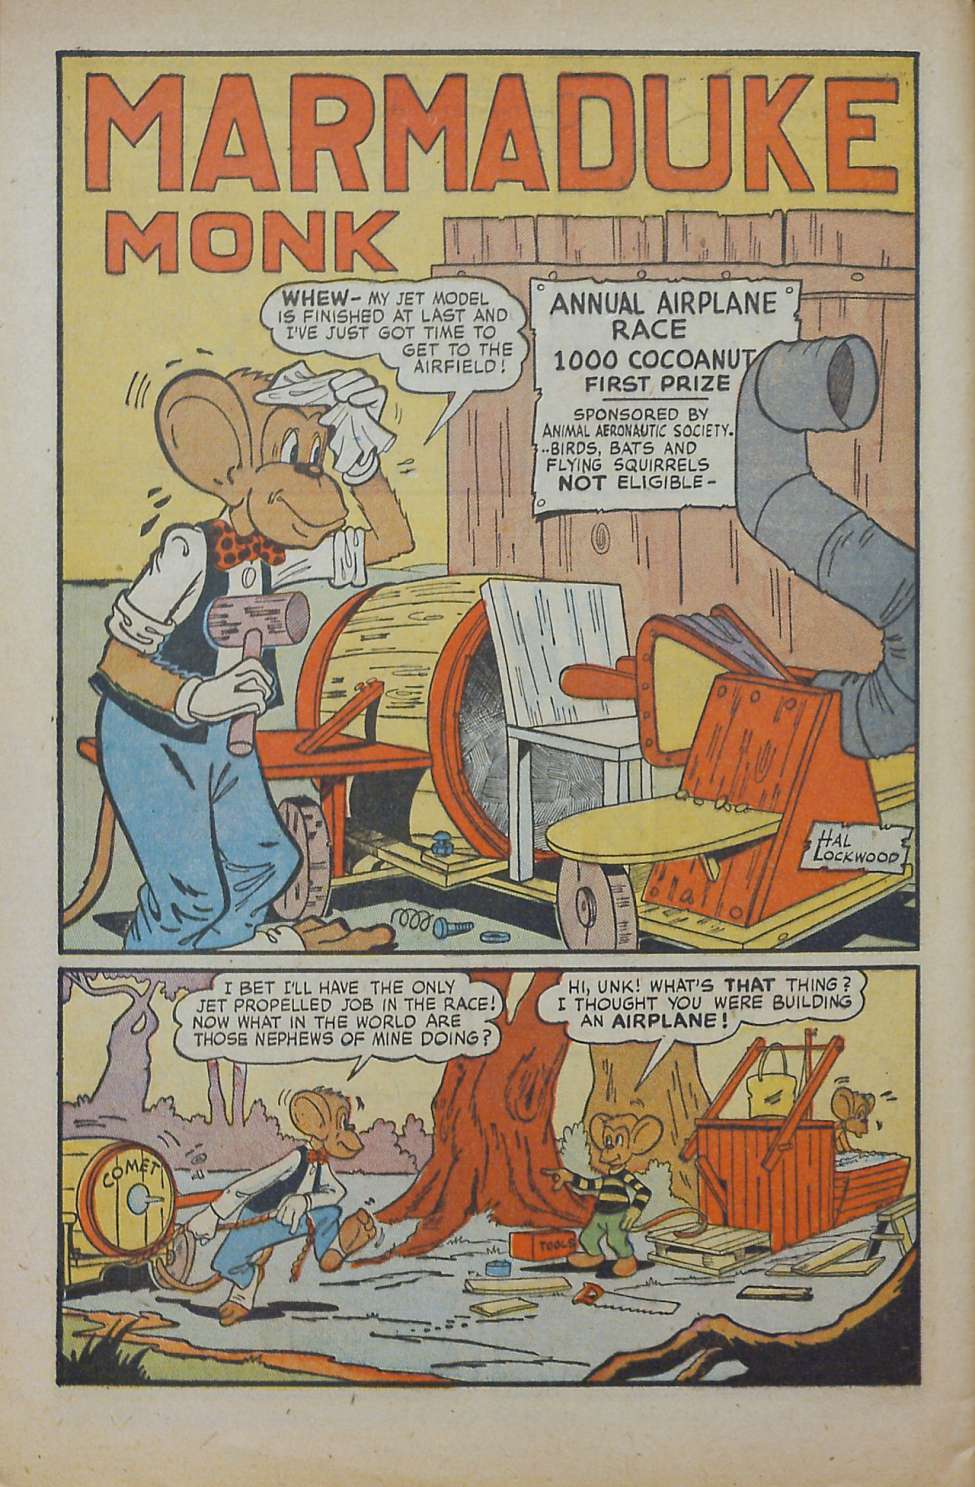 MARMADUKE
MONK
WHEW- MY JET MODEL
IS FINISHED AT LAST AND
I'VE JUST GOT TIME TO
GET TO THE
AIRFIELD!
ANNUAL AIRPLANE
RACE
1000 COCOANUT
FIRST PRIZE
SPONSORED BY
ANIMAL AERONAUTIC SOCIETY.
..BIRDS, BATS AND
FLYING SQUIRRELS
NOT ELIGIBLE-
HAL
LOCKWOOD
I BET I'LL HAVE THE ONLY
JET PROPELLED JOB IN THE RACE!
NOW WHAT IN THE WORLD ARE
THOSE NEPHEWS OF MINE DOING?
HI, UNK! WHAT'S THAT THING?
I THOUGHT YOU WERE BUILDING
AN AIRPLANE!
COMET
TOOLS